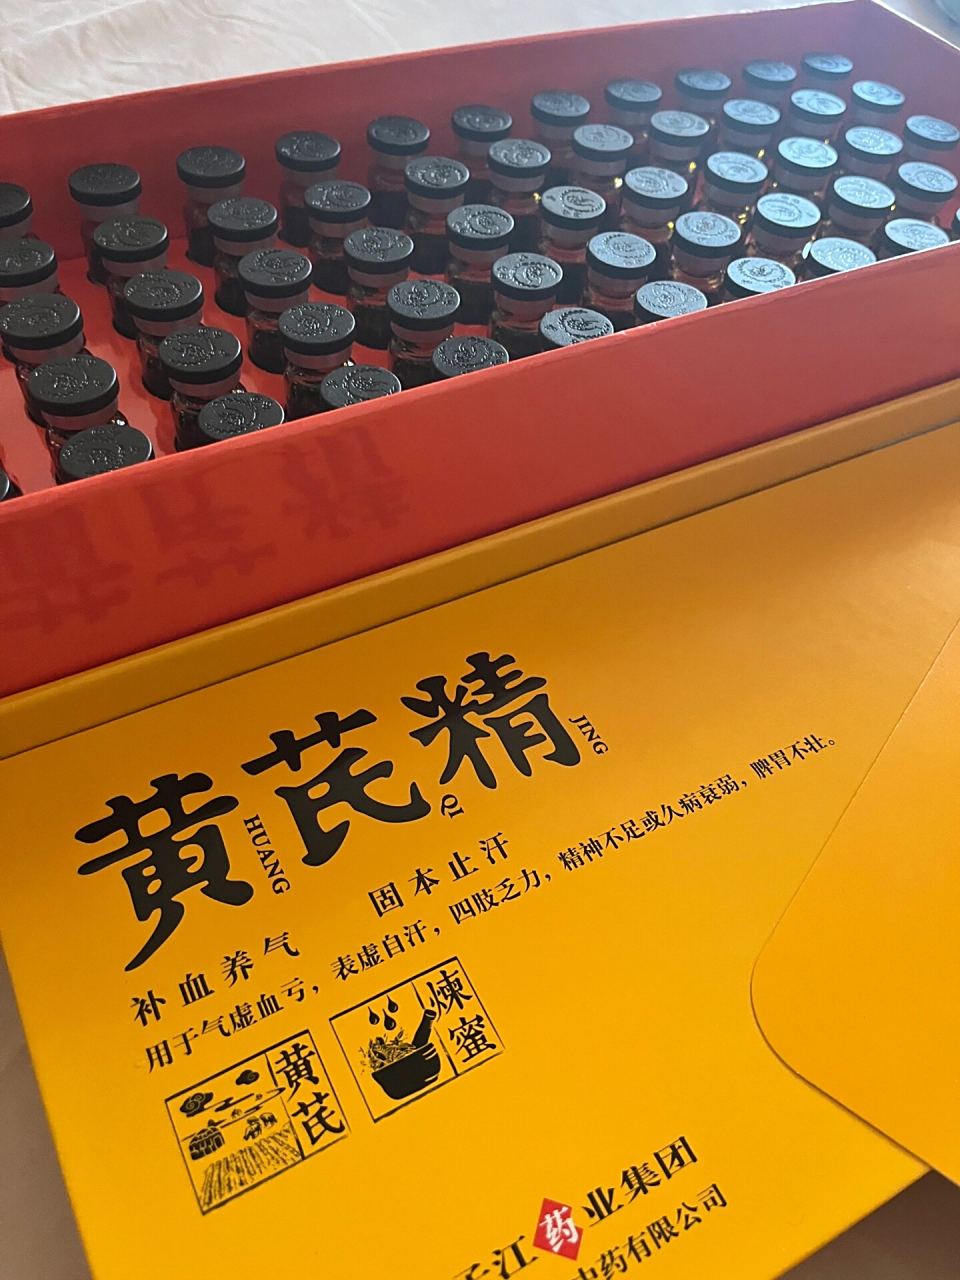 黄芪精
HUANG QI JING
补血养气 固本止汗
用于气虚血亏，表虚自汗，四肢乏力，精神不足或久病衰弱，脾胃不壮。
黄芪
煉蜜
江药业集团
中药有限公司